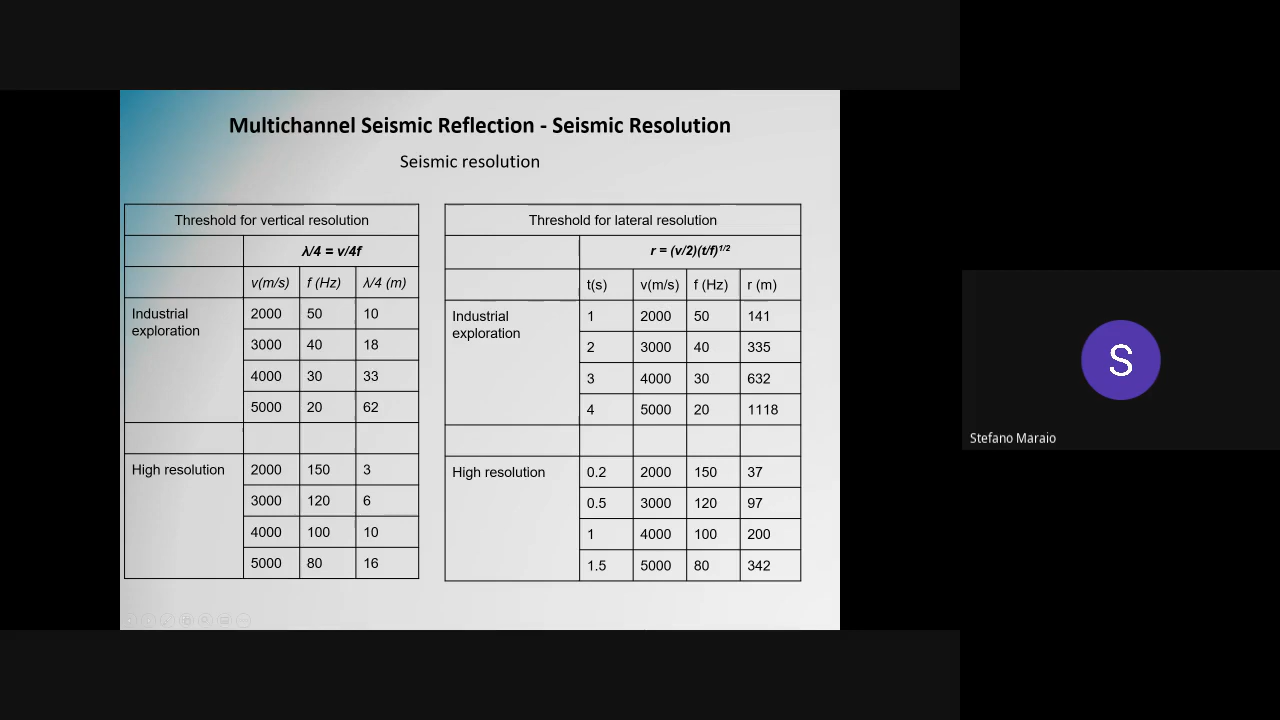 Multichannel Seismic Reflection - Seismic Resolution
Seismic resolution
Threshold for vertical resolution
λ/4 = v/4f
v(m/s) f (Hz) λ/4 (m)
Industrial exploration
2000 50 10
3000 40 18
4000 30 33
5000 20 62
High resolution
2000 150 3
3000 120 6
4000 100 10
5000 80 16
Threshold for lateral resolution
r = (v/2)(t/f)^1/2
t(s) v(m/s) f (Hz) r (m)
Industrial exploration
1 2000 50 141
2 3000 40 335
3 4000 30 632
4 5000 20 1118
High resolution
0.2 2000 150 37
0.5 3000 120 97
1 4000 100 200
1.5 5000 80 342
S
Stefano Maraio